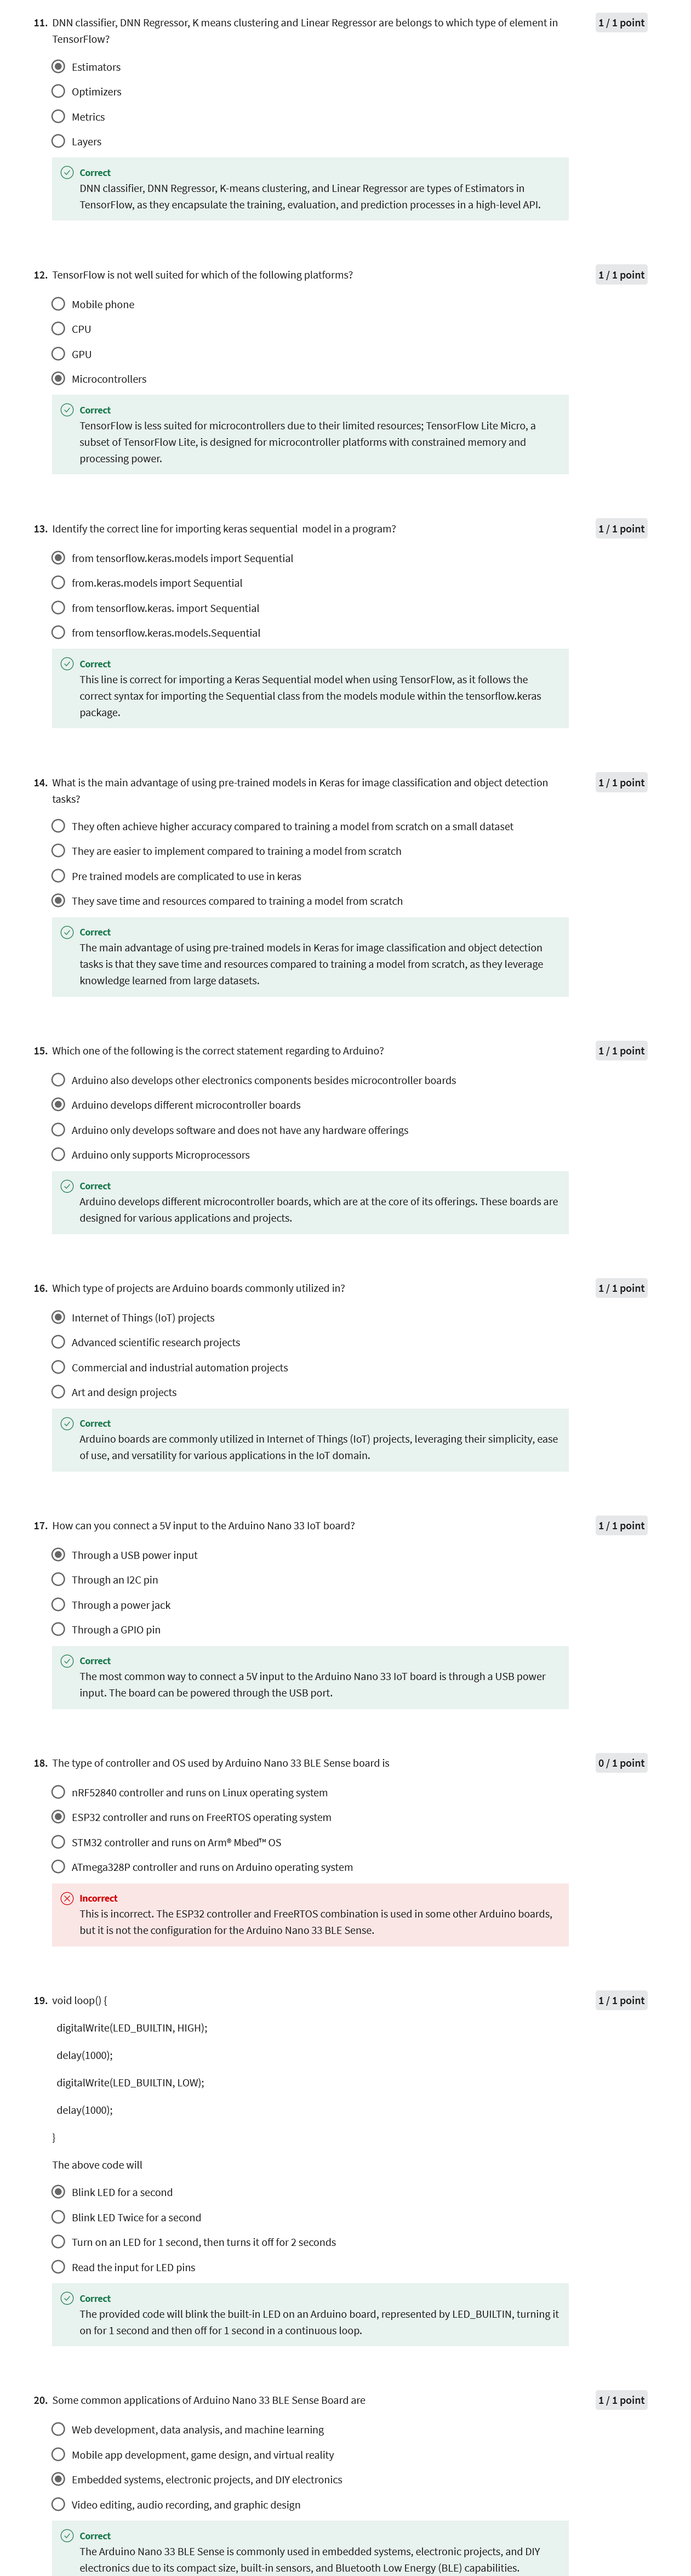 11. DNN classifier, DNN Regressor, K means clustering and Linear Regressor are belongs to which type of element in 1 / 1 point
TensorFlow?
Estimators
Optimizers
Metrics
Layers
Correct
DNN classifier, DNN Regressor, K-means clustering, and Linear Regressor are types of Estimators in
TensorFlow, as they encapsulate the training, evaluation, and prediction processes in a high-level API.
12. TensorFlow is not well suited for which of the following platforms? 1 / 1 point
Mobile phone
CPU
GPU
Microcontrollers
Correct
TensorFlow is less suited for microcontrollers due to their limited resources; TensorFlow Lite Micro, a
subset of TensorFlow Lite, is designed for microcontroller platforms with constrained memory and
processing power.
13. Identify the correct line for importing keras sequential  model in a program? 1 / 1 point
from tensorflow.keras.models import Sequential
from.keras.models import Sequential
from tensorflow.keras. import Sequential
from tensorflow.keras.models.Sequential
Correct
This line is correct for importing a Keras Sequential model when using TensorFlow, as it follows the
correct syntax for importing the Sequential class from the models module within the tensorflow.keras
package.
14. What is the main advantage of using pre-trained models in Keras for image classification and object detection 1 / 1 point
tasks?
They often achieve higher accuracy compared to training a model from scratch on a small dataset
They are easier to implement compared to training a model from scratch
Pre trained models are complicated to use in keras
They save time and resources compared to training a model from scratch
Correct
The main advantage of using pre-trained models in Keras for image classification and object detection
tasks is that they save time and resources compared to training a model from scratch, as they leverage
knowledge learned from large datasets.
15. Which one of the following is the correct statement regarding to Arduino? 1 / 1 point
Arduino also develops other electronics components besides microcontroller boards
Arduino develops different microcontroller boards
Arduino only develops software and does not have any hardware offerings
Arduino only supports Microprocessors
Correct
Arduino develops different microcontroller boards, which are at the core of its offerings. These boards are
designed for various applications and projects.
16. Which type of projects are Arduino boards commonly utilized in? 1 / 1 point
Internet of Things (IoT) projects
Advanced scientific research projects
Commercial and industrial automation projects
Art and design projects
Correct
Arduino boards are commonly utilized in Internet of Things (IoT) projects, leveraging their simplicity, ease
of use, and versatility for various applications in the IoT domain.
17. How can you connect a 5V input to the Arduino Nano 33 IoT board? 1 / 1 point
Through a USB power input
Through an I2C pin
Through a power jack
Through a GPIO pin
Correct
The most common way to connect a 5V input to the Arduino Nano 33 IoT board is through a USB power
input. The board can be powered through the USB port.
18. The type of controller and OS used by Arduino Nano 33 BLE Sense board is 0 / 1 point
nRF52840 controller and runs on Linux operating system
ESP32 controller and runs on FreeRTOS operating system
STM32 controller and runs on Arm® Mbed™ OS
ATmega328P controller and runs on Arduino operating system
Incorrect
This is incorrect. The ESP32 controller and FreeRTOS combination is used in some other Arduino boards,
but it is not the configuration for the Arduino Nano 33 BLE Sense.
19. void loop() { 1 / 1 point
digitalWrite(LED_BUILTIN, HIGH);
delay(1000);
digitalWrite(LED_BUILTIN, LOW);
delay(1000);
}
The above code will
Blink LED for a second
Blink LED Twice for a second
Turn on an LED for 1 second, then turns it off for 2 seconds
Read the input for LED pins
Correct
The provided code will blink the built-in LED on an Arduino board, represented by LED_BUILTIN, turning it
on for 1 second and then off for 1 second in a continuous loop.
20. Some common applications of Arduino Nano 33 BLE Sense Board are 1 / 1 point
Web development, data analysis, and machine learning
Mobile app development, game design, and virtual reality
Embedded systems, electronic projects, and DIY electronics
Video editing, audio recording, and graphic design
Correct
The Arduino Nano 33 BLE Sense is commonly used in embedded systems, electronic projects, and DIY
electronics due to its compact size, built-in sensors, and Bluetooth Low Energy (BLE) capabilities.